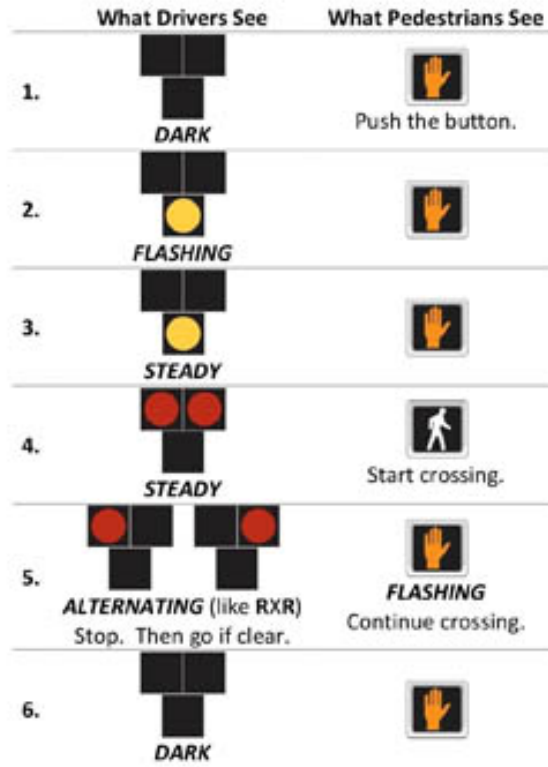 What Drivers See What Pedestrians See
1.
DARK
Push the button.
2.
FLASHING
3.
STEADY
4.
STEADY
Start crossing.
5.
ALTERNATING (like RXR)
Stop. Then go if clear.
FLASHING
Continue crossing.
6.
DARK